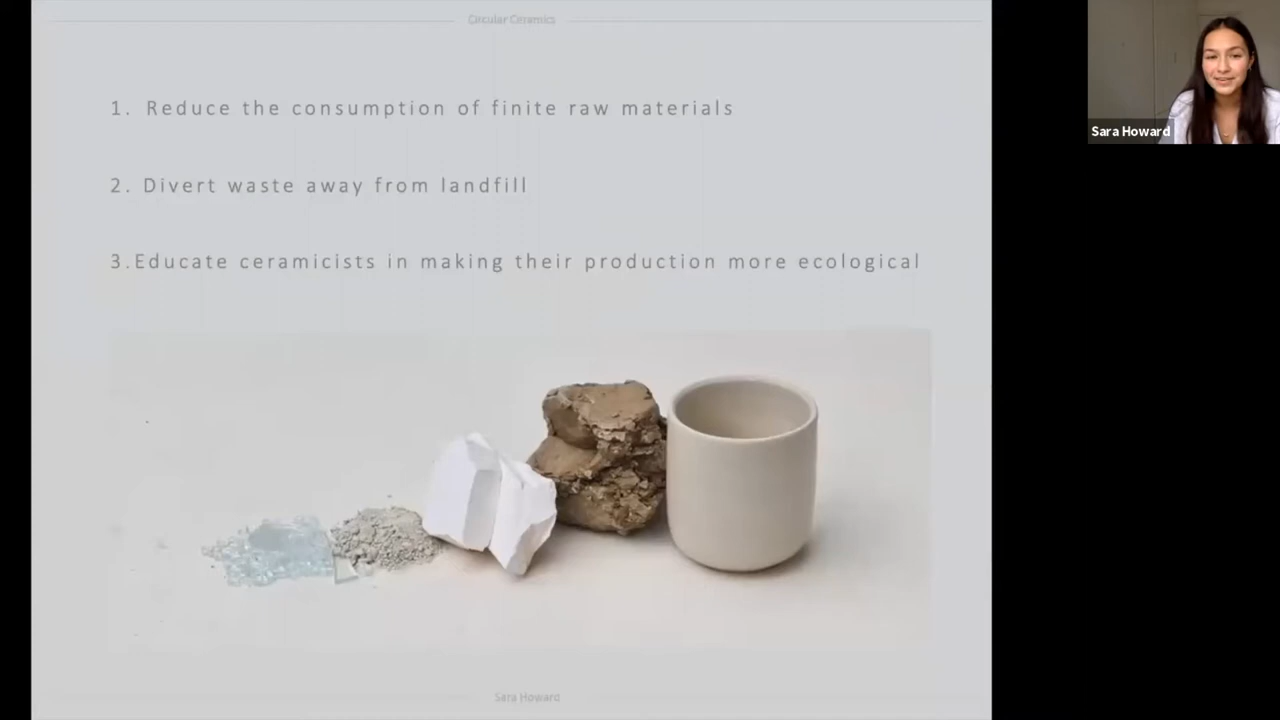 Circular Ceramics
Sara Howard
1. Reduce the consumption of finite raw materials
2. Divert waste away from landfill
3.Educate ceramicists in making their production more ecological
Sara Howard